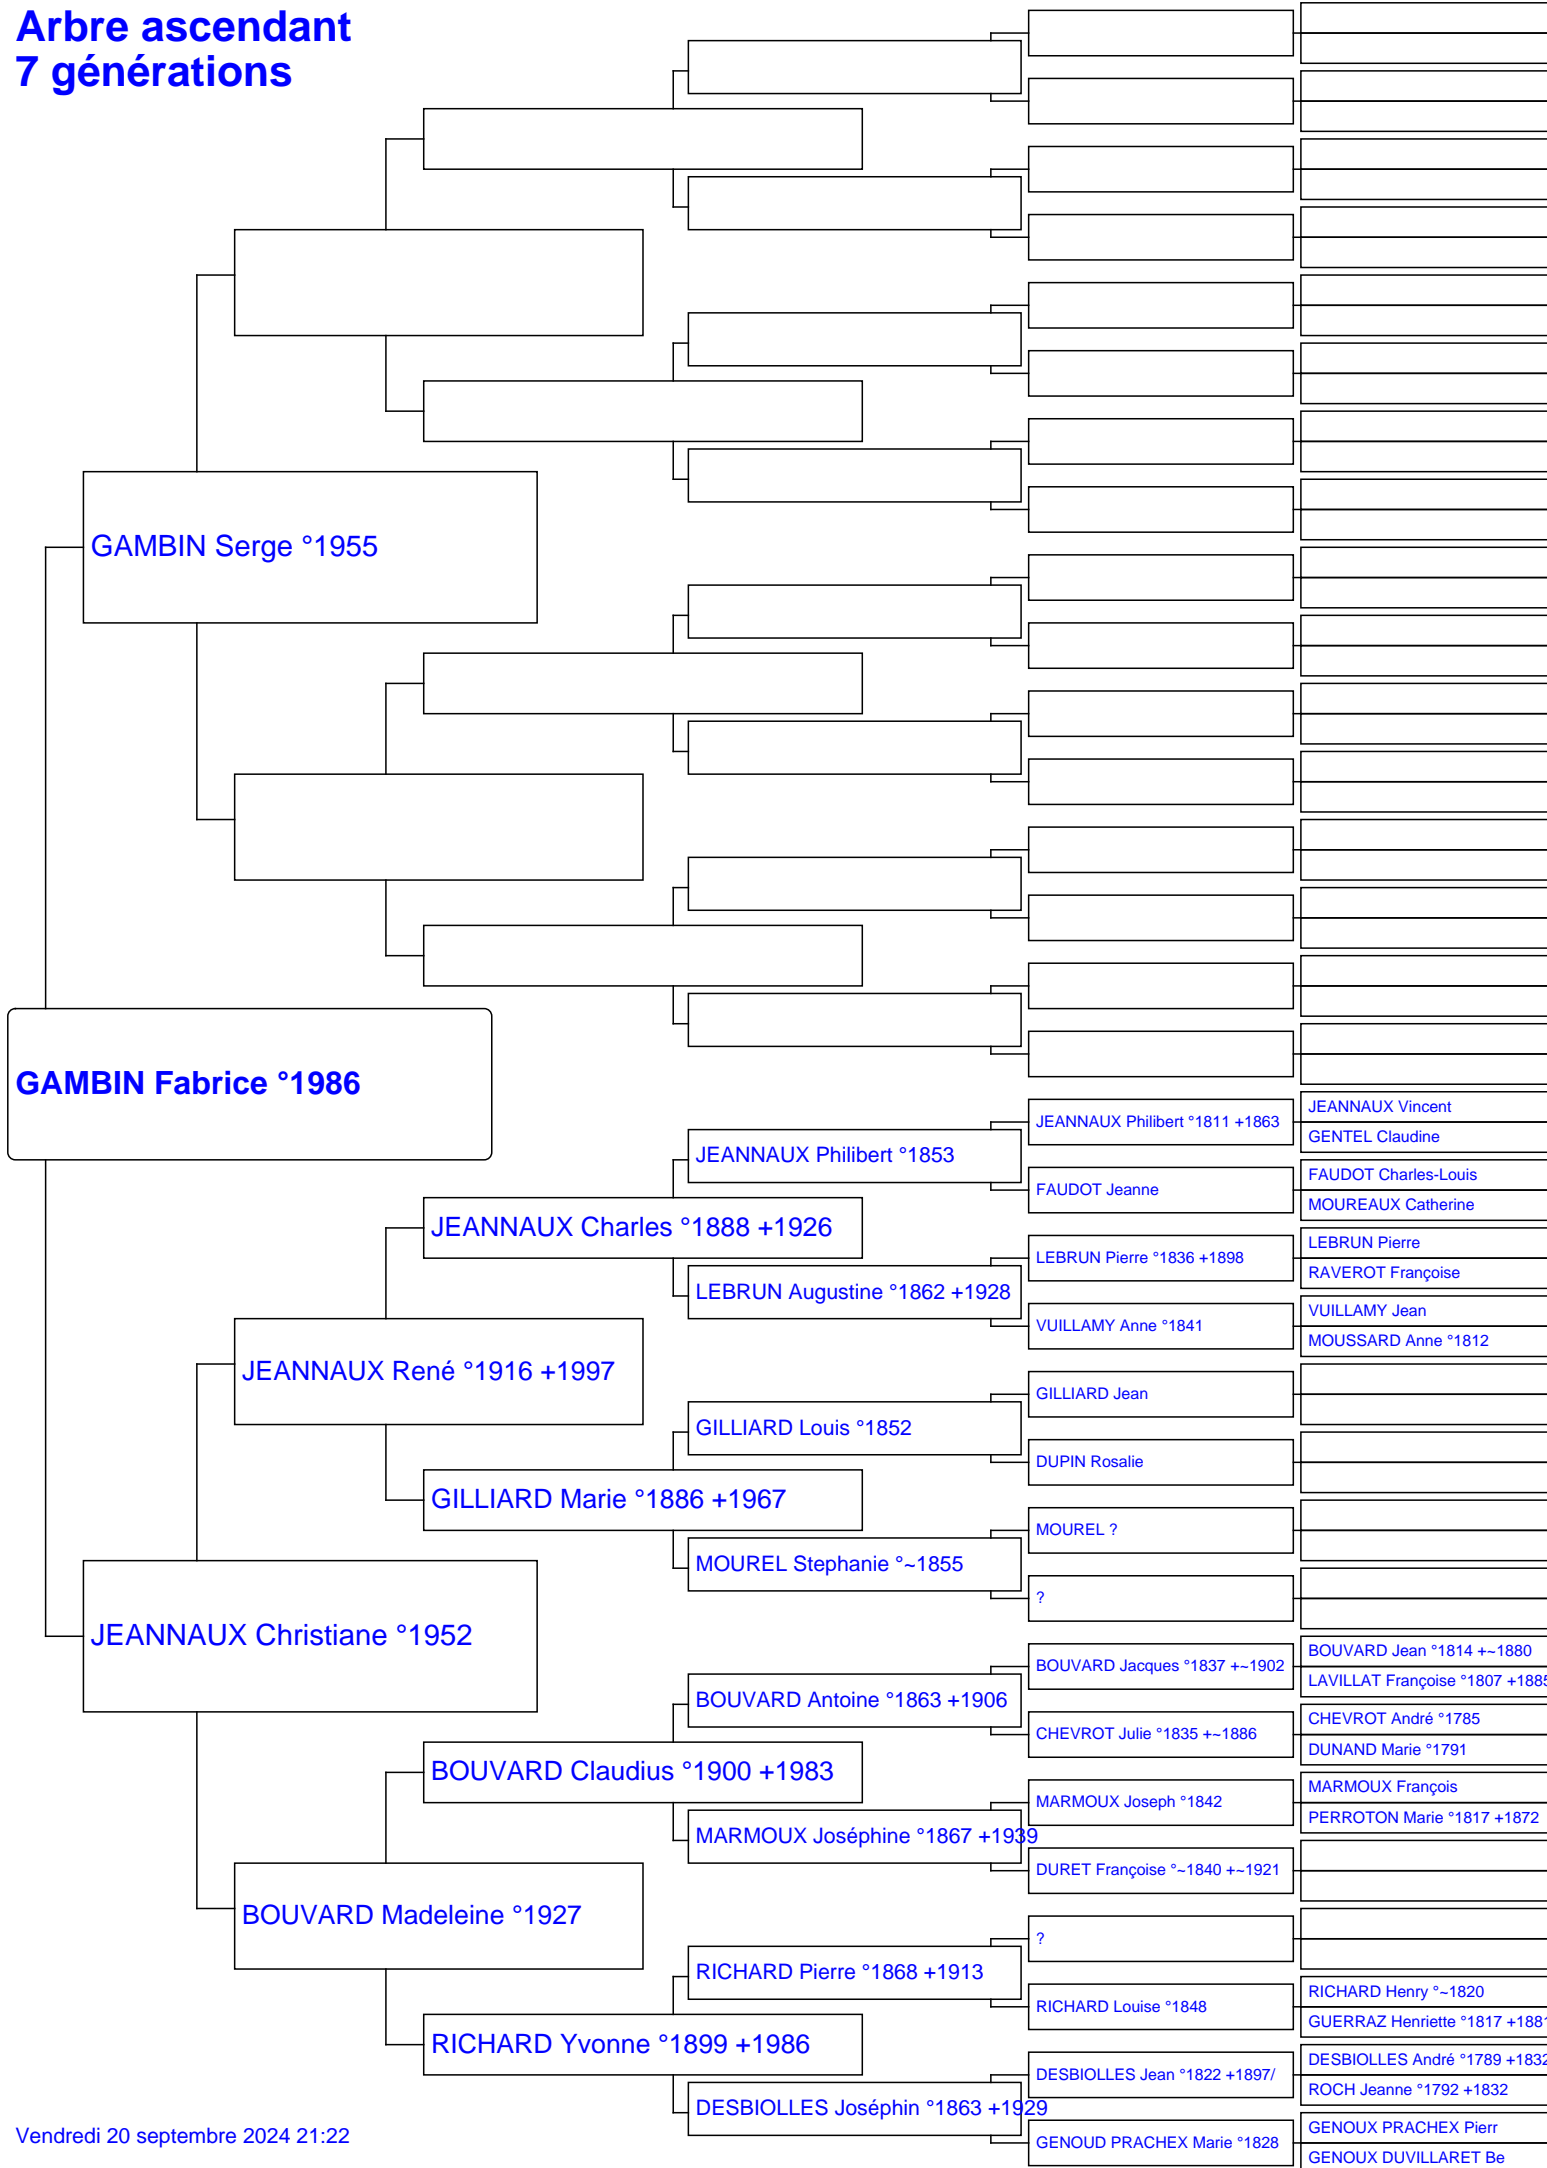 Arbre ascendant
7 générations
GAMBIN Serge °1955
GAMBIN Fabrice °1986
JEANNAUX Christiane °1952
JEANNAUX René °1916 +1997
BOUVARD Madeleine °1927
JEANNAUX Charles °1888 +1926
GILLIARD Marie °1886 +1967
BOUVARD Claudius °1900 +1983
RICHARD Yvonne °1899 +1986
JEANNAUX Philibert °1853
LEBRUN Augustine °1862 +1928
GILLIARD Louis °1852
MOUREL Stephanie °~1855
BOUVARD Antoine °1863 +1906
MARMOUX Joséphine °1867 +1939
RICHARD Pierre °1868 +1913
DESBIOLLES Joséphin °1863 +1929
JEANNAUX Philibert °1811 +1863
FAUDOT Jeanne
LEBRUN Pierre °1836 +1898
VUILLAMY Anne °1841
GILLIARD Jean
DUPIN Rosalie
MOUREL ?
?
BOUVARD Jacques °1837 +~1902
CHEVROT Julie °1835 +~1886
MARMOUX Joseph °1842
DURET Françoise °~1840 +~1921
?
RICHARD Louise °1848
DESBIOLLES Jean °1822 +1897/
GENOUD PRACHEX Marie °1828
JEANNAUX Vincent
GENTEL Claudine
FAUDOT Charles-Louis
MOUREAUX Catherine
LEBRUN Pierre
RAVEROT Françoise
VUILLAMY Jean
MOUSSARD Anne °1812
BOUVARD Jean °1814 +~1880
LAVILLAT Françoise °1807 +1885
CHEVROT André °1785
DUNAND Marie °1791
MARMOUX François
PERROTON Marie °1817 +1872
RICHARD Henry °~1820
GUERRAZ Henriette °1817 +1881
DESBIOLLES André °1789 +1832
ROCH Jeanne °1792 +1832
GENOUX PRACHEX Pierr
GENOUX DUVILLARET Be
Vendredi 20 septembre 2024 21:22